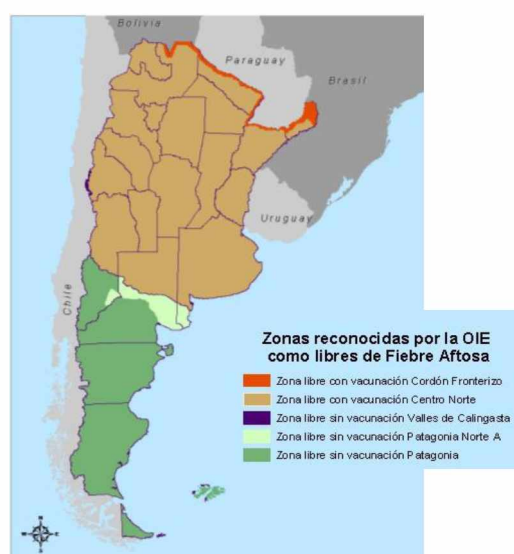 Bolivia
Paraguay
Brasil
Uruguay
Chile
Zonas reconocidas por la OIE
como libres de Fiebre Aftosa
Zona libre con vacunación Cordón Fronterizo
Zona libre con vacunación Centro Norte
Zona libre sin vacunación Valles de Calingasta
Zona libre sin vacunación Patagonia Norte A
Zona libre sin vacunación Patagonia